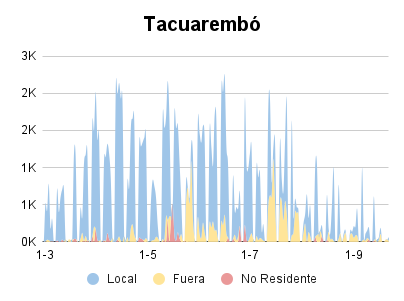 Tacuarembó
3K
2K
2K
1K
1K
0K
1-3 1-5 1-7 1-9
Local Fuera No Residente